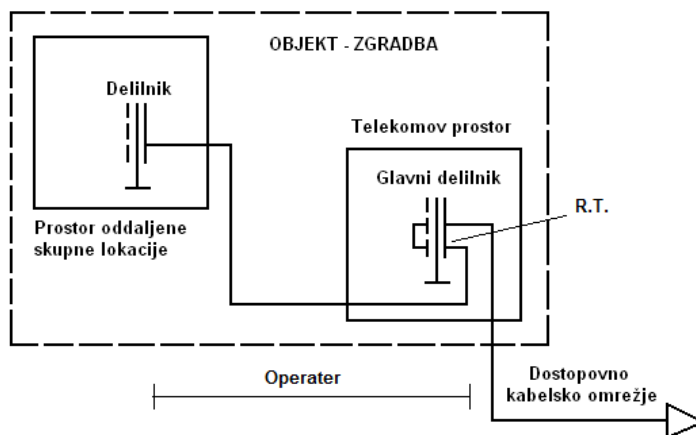 OBJEKT - ZGRADBA
Delilnik
Telekomov prostor
Glavni delilnik
R.T.
Prostor oddaljene
skupne lokacije
Operater
Dostopovno
kabelsko omrežje